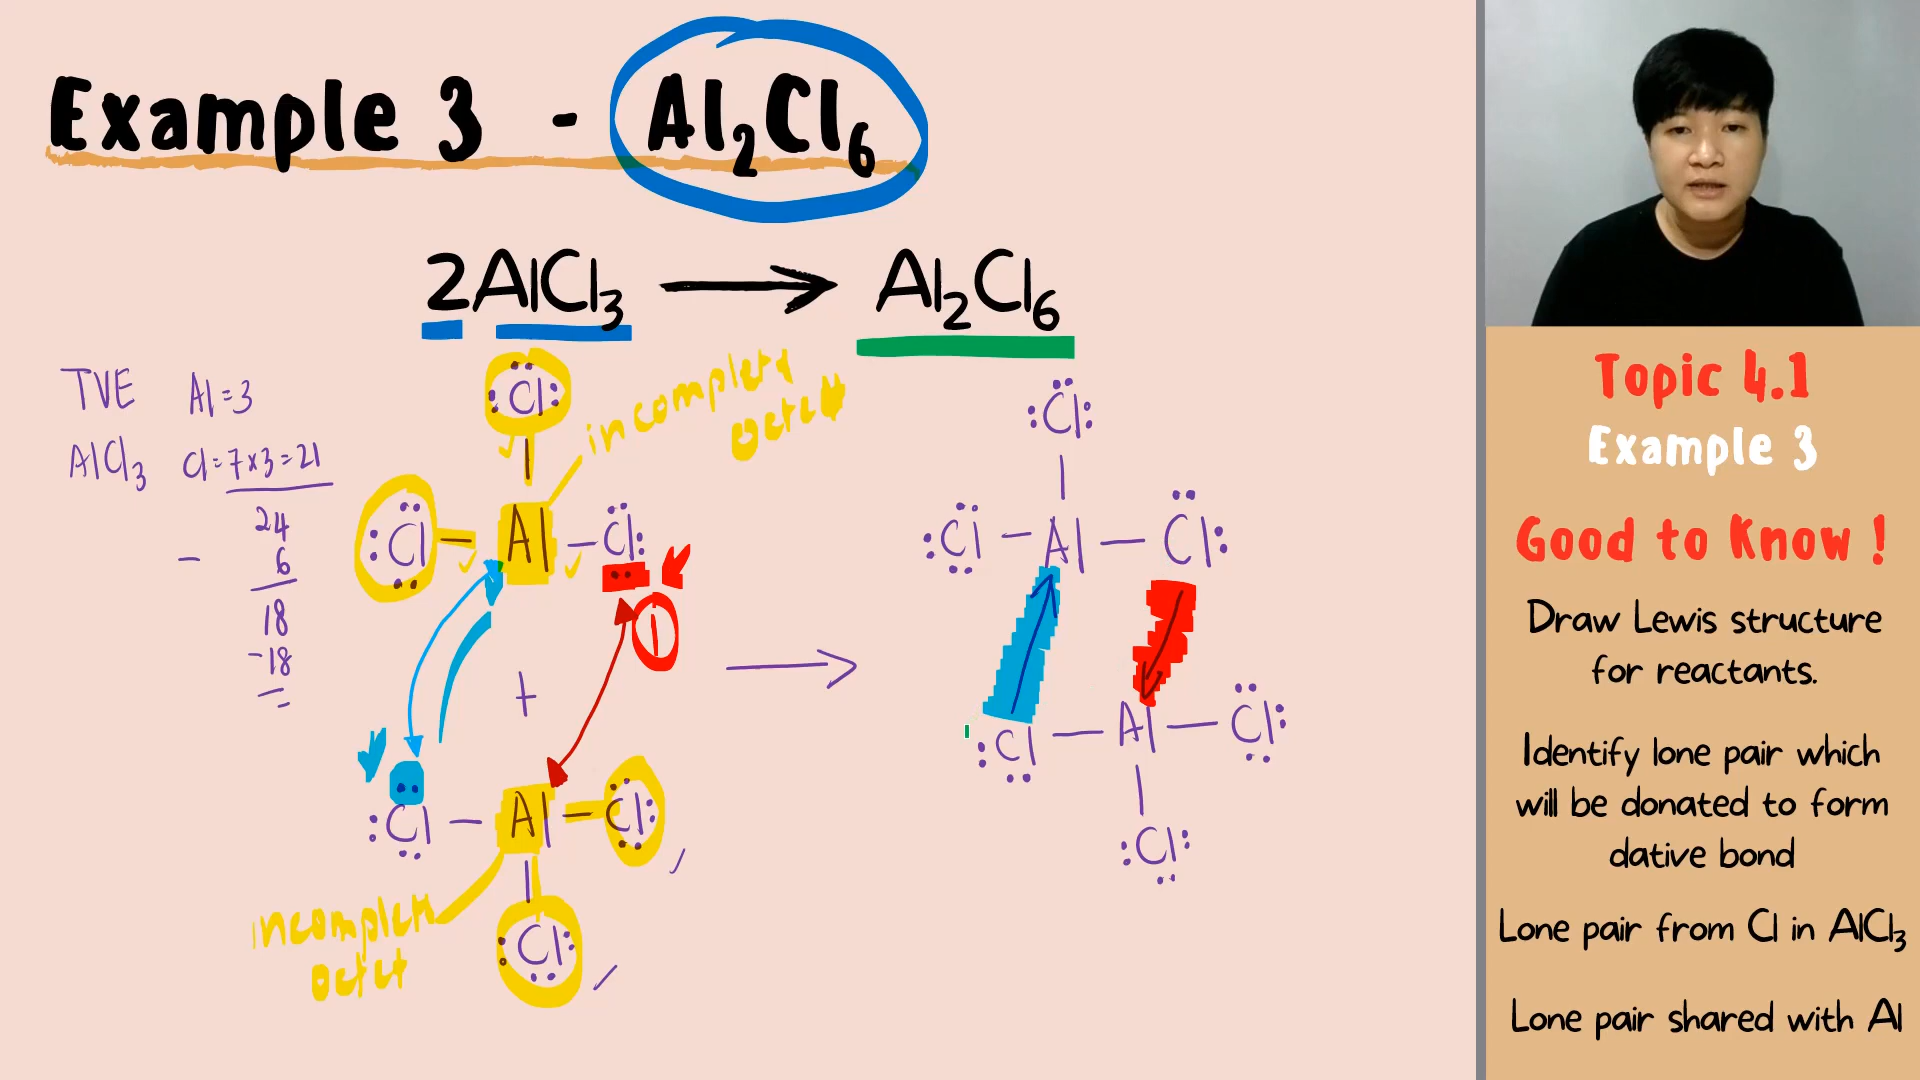 Example 3 - Al₂Cl₆
2AlCl₃ → Al₂Cl₆
TVE Al=3
AlCl₃ Cl=7×3=21
24
- 6
18
-18
incomplete octet
Cl
Cl - Al - Cl
1
+
Cl - Al - Cl
Cl
incomplete octet
Cl
Cl - Al - Cl
Cl - Al - Cl
Cl
Topic 4.1
Example 3
Good to Know !
Draw Lewis structure
for reactants.
Identify lone pair which
will be donated to form
dative bond
Lone pair from Cl in AlCl₃
Lone pair shared with Al